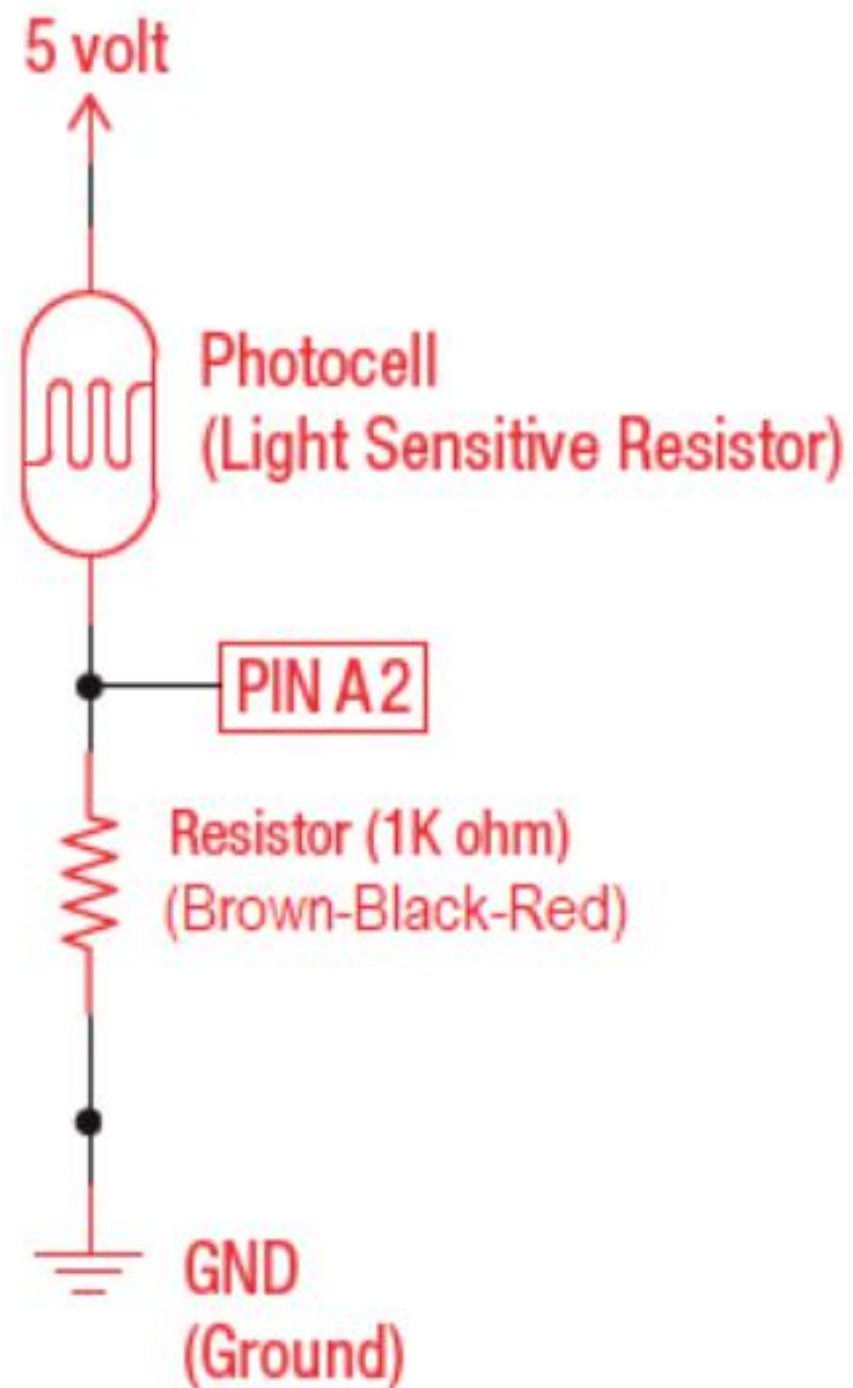 5 volt
Photocell
(Light Sensitive Resistor)
PIN A2
Resistor (1K ohm)
(Brown-Black-Red)
GND
(Ground)